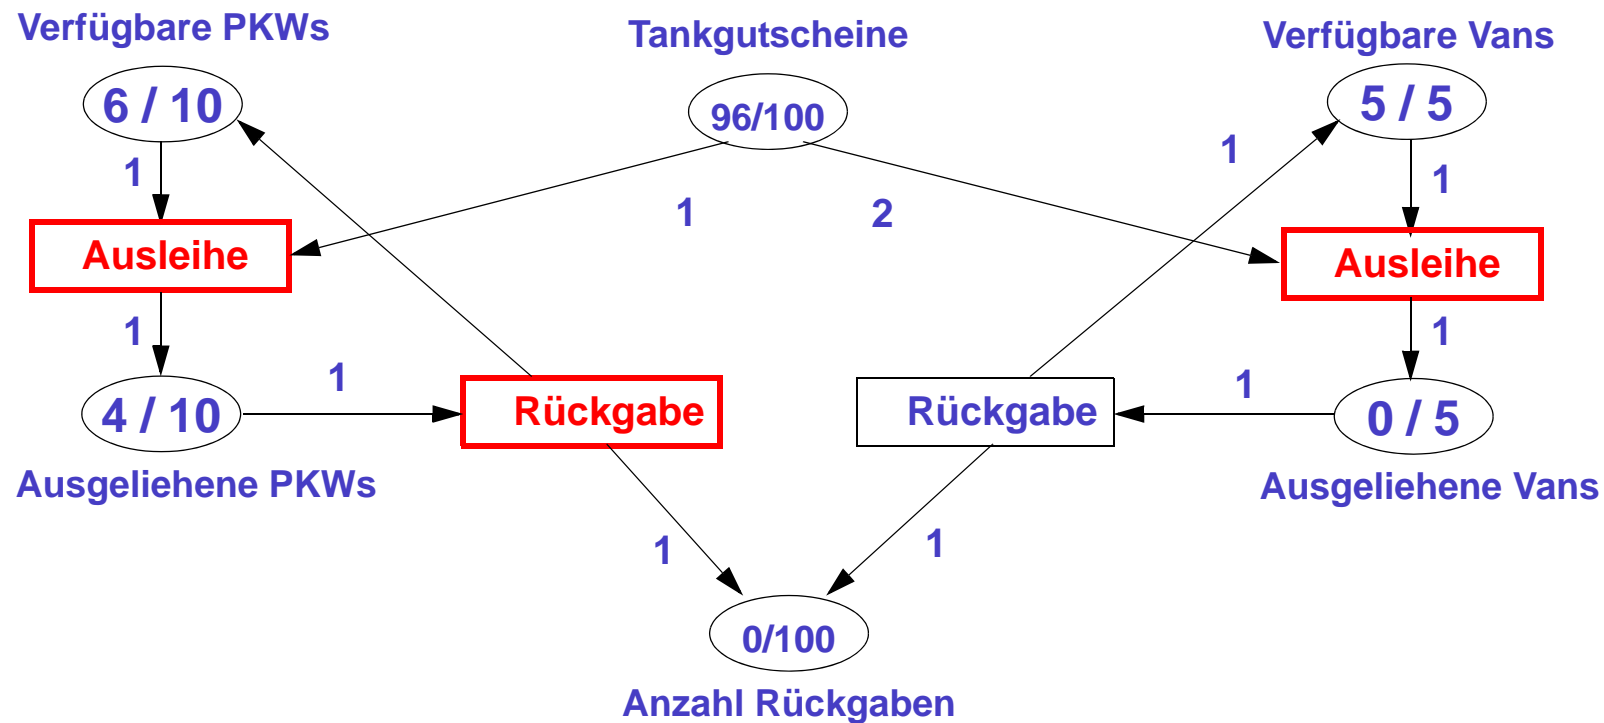 Verfügbare PKWs
Tankgutscheine
Verfügbare Vans
6 / 10
96/100
5 / 5
1
1
1
1
2
Ausleihe
Ausleihe
1
1
1
1
4 / 10
Rückgabe
Rückgabe
0 / 5
Ausgeliehene PKWs
Ausgeliehene Vans
1
1
0/100
Anzahl Rückgaben